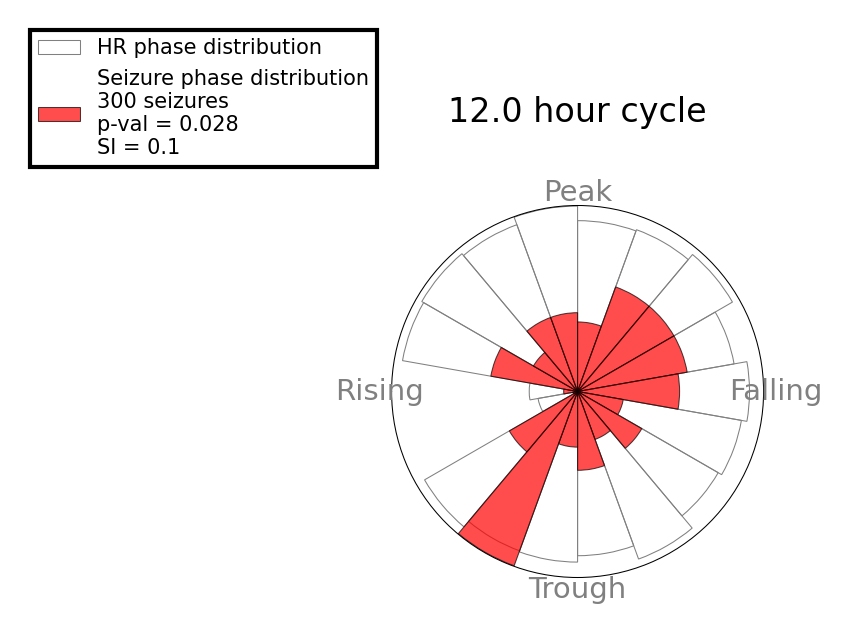 HR phase distribution
Seizure phase distribution
300 seizures
p-val = 0.028
SI = 0.1
12.0 hour cycle
Peak
Rising
Falling
Trough